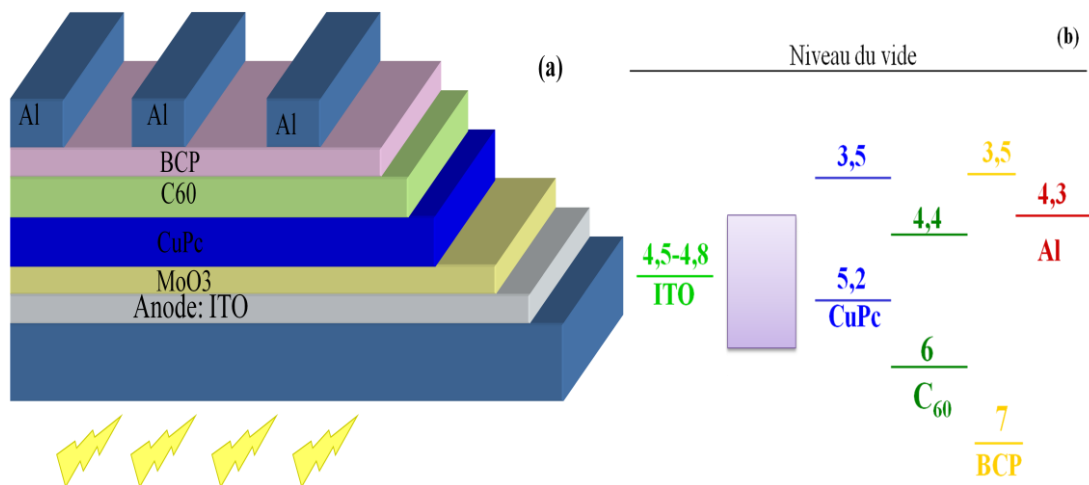 (a)
Al
Al
Al
BCP
C60
CuPc
MoO3
Anode: ITO
(b)
Niveau du vide
3,5
3,5
4,3
4,4
Al
4,5-4,8
ITO
5,2
CuPc
6
C₆₀
7
BCP